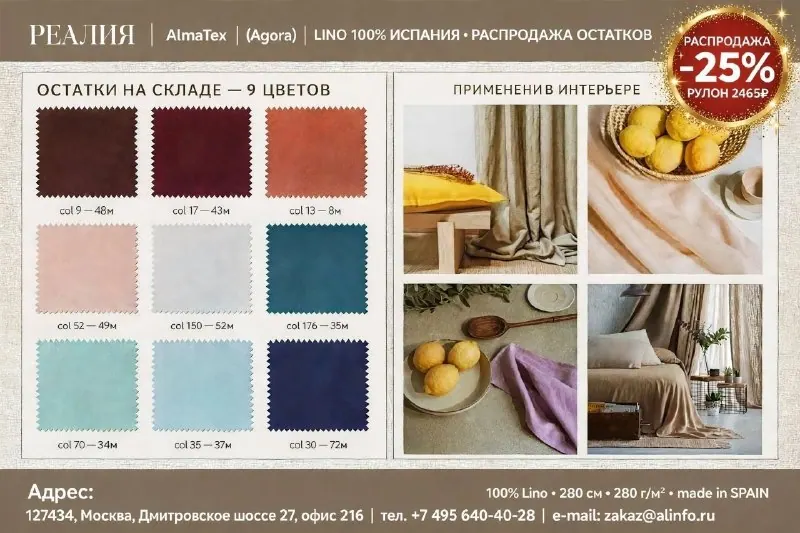 РЕАЛИЯ | AlmaTex | (Agora) | LINO 100% ИСПАНИЯ • РАСПРОДАЖА ОСТАТКОВ
РАСПРОДАЖА
-25%
РУЛОН 2465₽
ОСТАТКИ НА СКЛАДЕ — 9 ЦВЕТОВ
col 9 — 48м
col 17 — 43м
col 13 — 8м
col 52 — 49м
col 150 — 52м
col 176 — 35м
col 70 — 34м
col 35 — 37м
col 30 — 72м
ПРИМЕНЕНИ В ИНТЕРЬЕРЕ
Адрес:
127434, Москва, Дмитровское шоссе 27, офис 216 | тел. +7 495 640-40-28 | e-mail: zakaz@alinfo.ru
100% Lino • 280 см • 280 г/м² • made in SPAIN